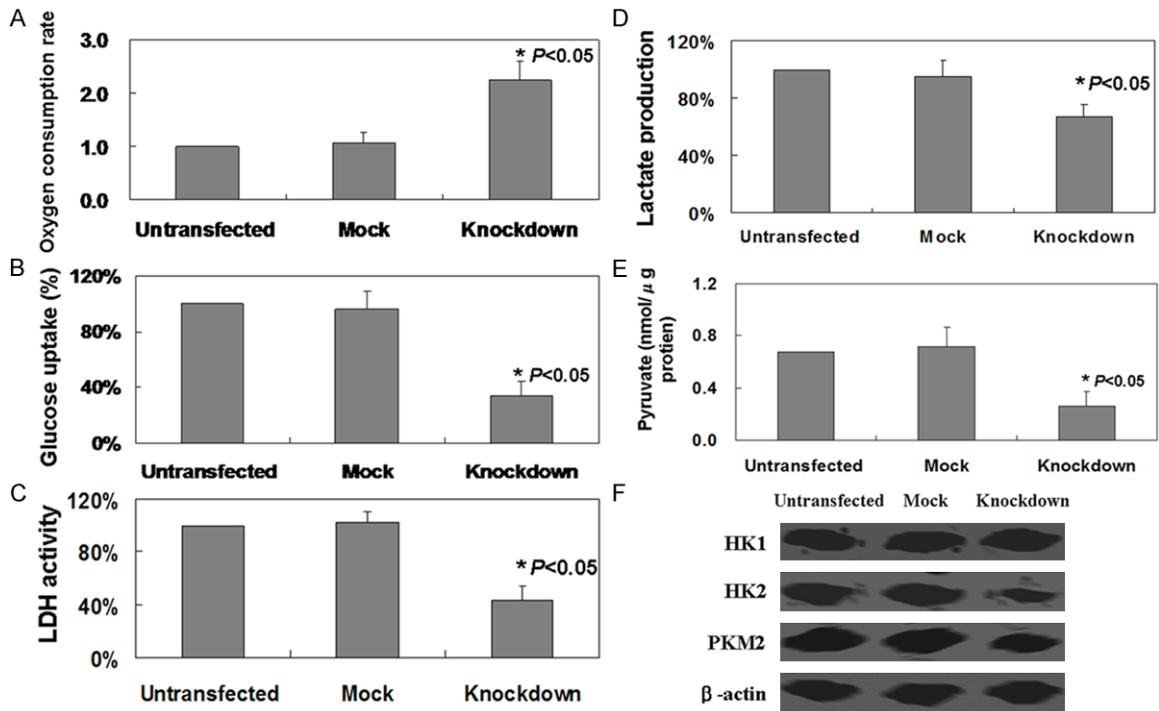 A
Oxygen consumption rate
3.0
2.0
1.0
0.0
* P<0.05
Untransfected Mock Knockdown
B
Glucose uptake (%)
120%
80%
40%
0%
* P<0.05
Untransfected Mock Knockdown
C
LDH activity
120%
80%
40%
0%
* P<0.05
Untransfected Mock Knockdown
D
Lactate production
120%
80%
40%
0%
* P<0.05
Untransfected Mock Knockdown
E
Pyruvate (nmol/μg
protien)
1.2
0.8
0.4
0.0
* P<0.05
Untransfected Mock Knockdown
F
Untransfected Mock Knockdown
HK1
HK2
PKM2
β-actin